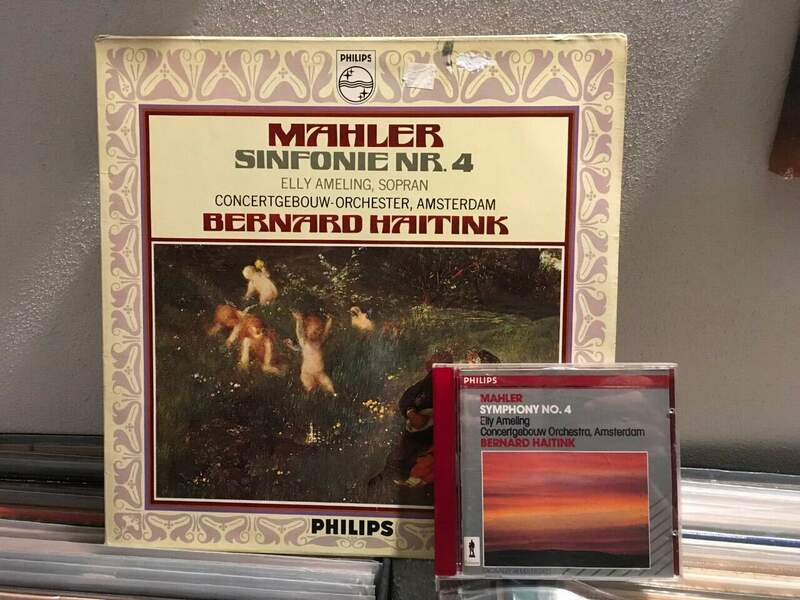 PHILIPS
MAHLER
SINFONIE NR. 4
ELLY AMELING, SOPRAN
CONCERTGEBOUW-ORCHESTER, AMSTERDAM
BERNARD HAITINK
PHILIPS
PHILIPS
MAHLER
SYMPHONY NO. 4
Elly Ameling
Concertgebouw Orchestra, Amsterdam
BERNARD HAITINK